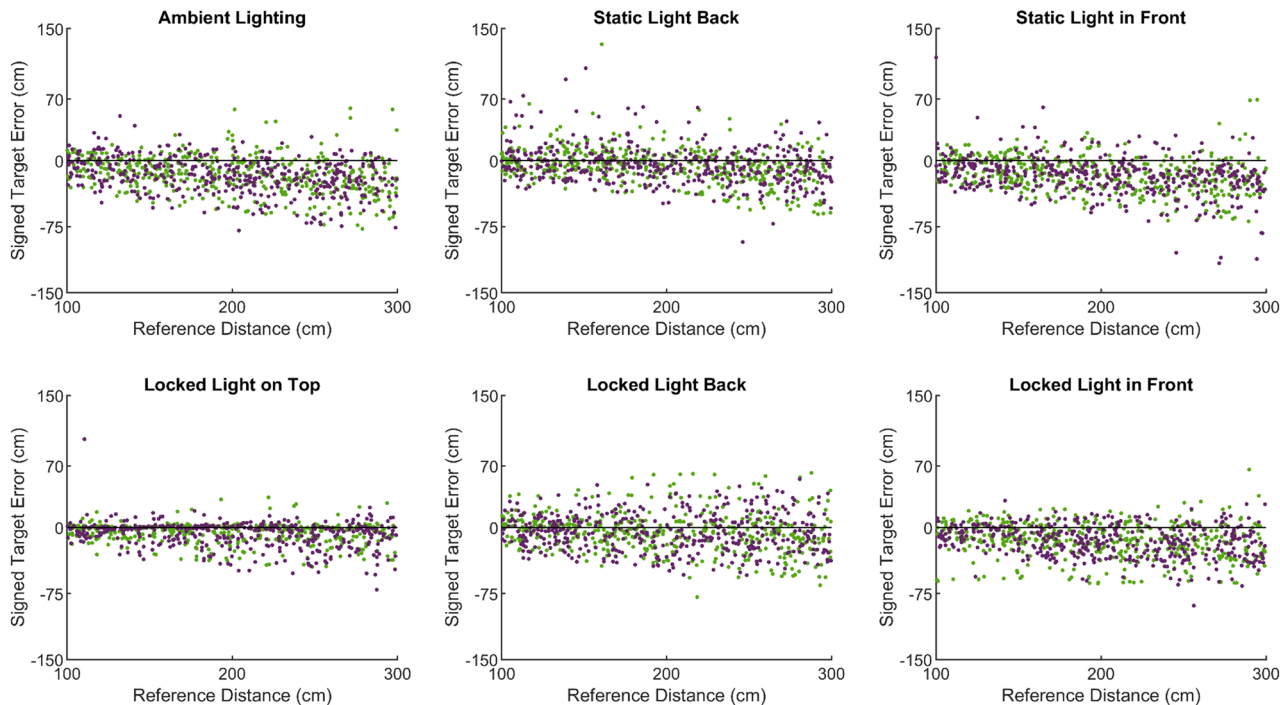 Ambient Lighting
150
70
0
-75
-150
Signed Target Error (cm)
100 200 300
Reference Distance (cm)
Static Light Back
150
70
0
-75
-150
Signed Target Error (cm)
100 200 300
Reference Distance (cm)
Static Light in Front
150
70
0
-75
-150
Signed Target Error (cm)
100 200 300
Reference Distance (cm)
Locked Light on Top
150
70
0
-75
-150
Signed Target Error (cm)
100 200 300
Reference Distance (cm)
Locked Light Back
150
70
0
-75
-150
Signed Target Error (cm)
100 200 300
Reference Distance (cm)
Locked Light in Front
150
70
0
-75
-150
Signed Target Error (cm)
100 200 300
Reference Distance (cm)